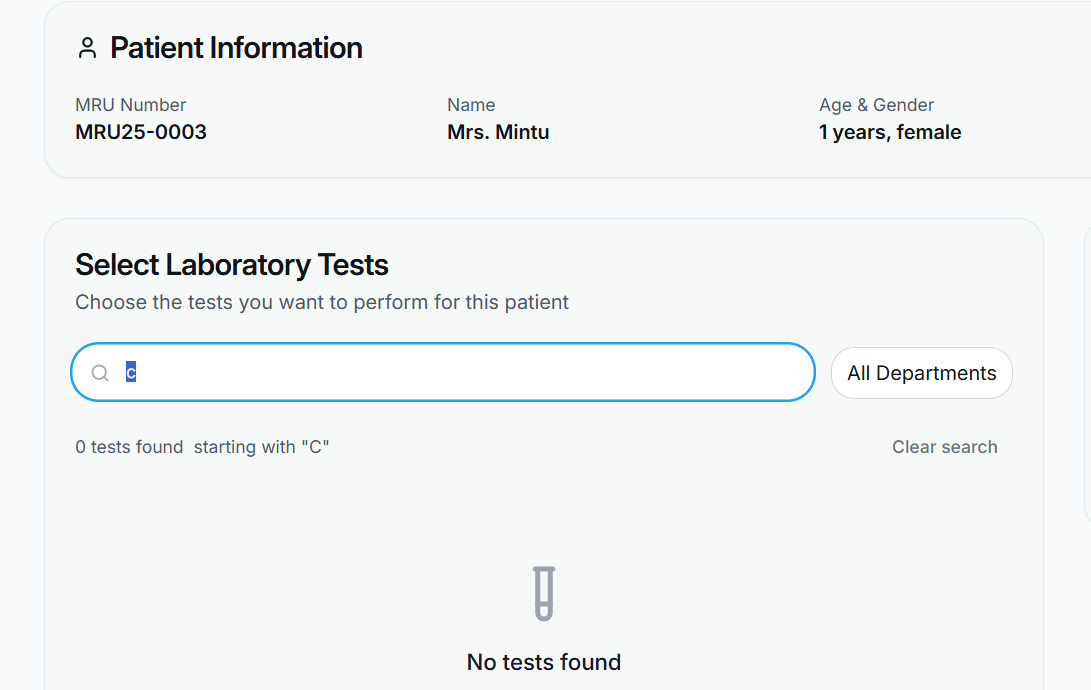 Patient Information
MRU Number
MRU25-0003
Name
Mrs. Mintu
Age & Gender
1 years, female
Select Laboratory Tests
Choose the tests you want to perform for this patient
c
All Departments
0 tests found starting with "C"
Clear search
No tests found